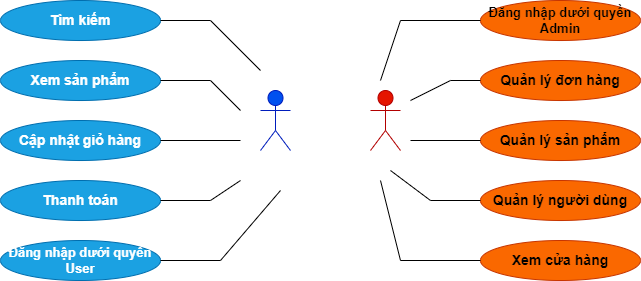 Tìm kiếm
Xem sản phẩm
Cập nhật giỏ hàng
Thanh toán
Đăng nhập dưới quyền
User
Đăng nhập dưới quyền
Admin
Quản lý đơn hàng
Quản lý sản phẩm
Quản lý người dùng
Xem cửa hàng